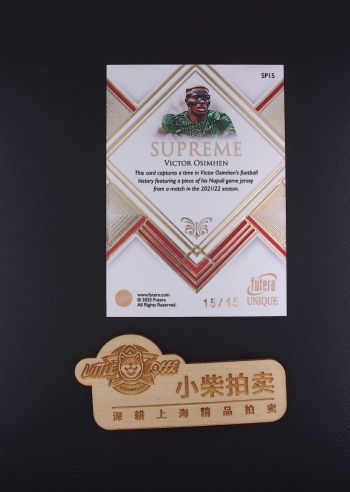 SP15
SUPREME
VICTOR OSIMHEN
This card captures a time in Victor Osimhen's football
history featuring a piece of his Napoli game jersey
from a match in the 2021/22 season.
www.futera.com
© 2023 Futera
All Rights Reserved.
15/15
futera
UNIQUE
小柴拍卖
深耕上海精品拍卖